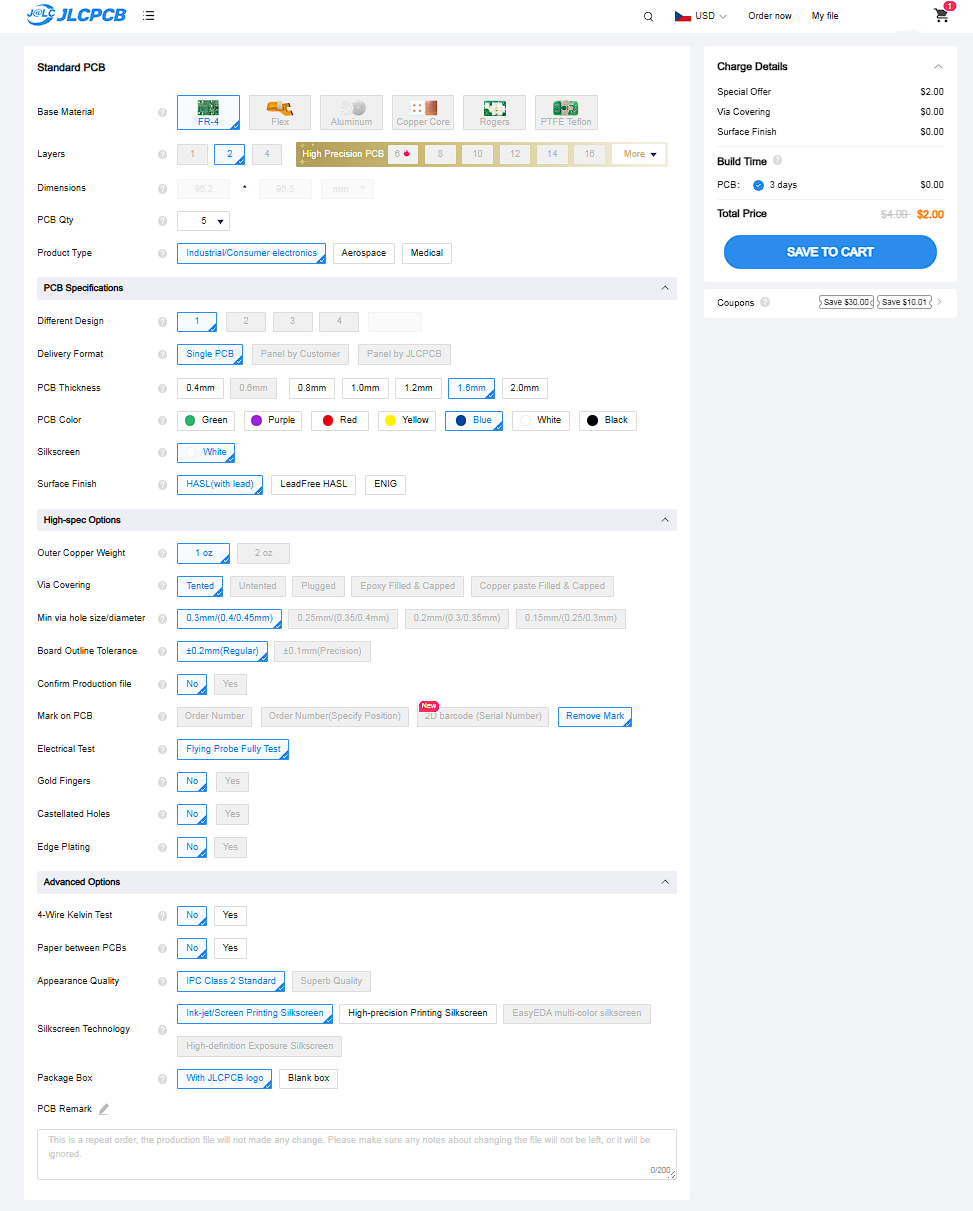 J@LC JLCPCB
USD Order now My file 1
Standard PCB
Base Material FR-4 Flex Aluminum Copper Core Rogers PTFE Teflon
Layers 1 2 4 High Precision PCB 6 8 10 12 14 16 More
Dimensions 96.2 * 95.5 mm
PCB Qty 5
Product Type Industrial/Consumer electronics Aerospace Medical
PCB Specifications
Different Design 1 2 3 4
Delivery Format Single PCB Panel by Customer Panel by JLCPCB
PCB Thickness 0.4mm 0.6mm 0.8mm 1.0mm 1.2mm 1.6mm 2.0mm
PCB Color Green Purple Red Yellow Blue White Black
Silkscreen White
Surface Finish HASL(with lead) LeadFree HASL ENIG
High-spec Options
Outer Copper Weight 1 oz 2 oz
Via Covering Tented Untented Plugged Epoxy Filled & Capped Copper paste Filled & Capped
Min via hole size/diameter 0.3mm/(0.4/0.45mm) 0.25mm/(0.35/0.4mm) 0.2mm/(0.3/0.35mm) 0.15mm/(0.25/0.3mm)
Board Outline Tolerance ±0.2mm(Regular) ±0.1mm(Precision)
Confirm Production file No Yes
New
Mark on PCB Order Number Order Number(Specify Position) 2D barcode (Serial Number) Remove Mark
Electrical Test Flying Probe Fully Test
Gold Fingers No Yes
Castellated Holes No Yes
Edge Plating No Yes
Advanced Options
4-Wire Kelvin Test No Yes
Paper between PCBs No Yes
Appearance Quality IPC Class 2 Standard Superb Quality
Silkscreen Technology Ink-jet/Screen Printing Silkscreen High-precision Printing Silkscreen EasyEDA multi-color silkscreen
High-definition Exposure Silkscreen
Package Box With JLCPCB logo Blank box
PCB Remark
This is a repeat order, the production file will not made any change. Please make sure any notes about changing the file will not be left, or it will be
ignored.
0/200
Charge Details
Special Offer $2.00
Via Covering $0.00
Surface Finish $0.00
Build Time
PCB: 3 days $0.00
Total Price $4.00 $2.00
SAVE TO CART
Coupons Save $30.00 Save $10.01